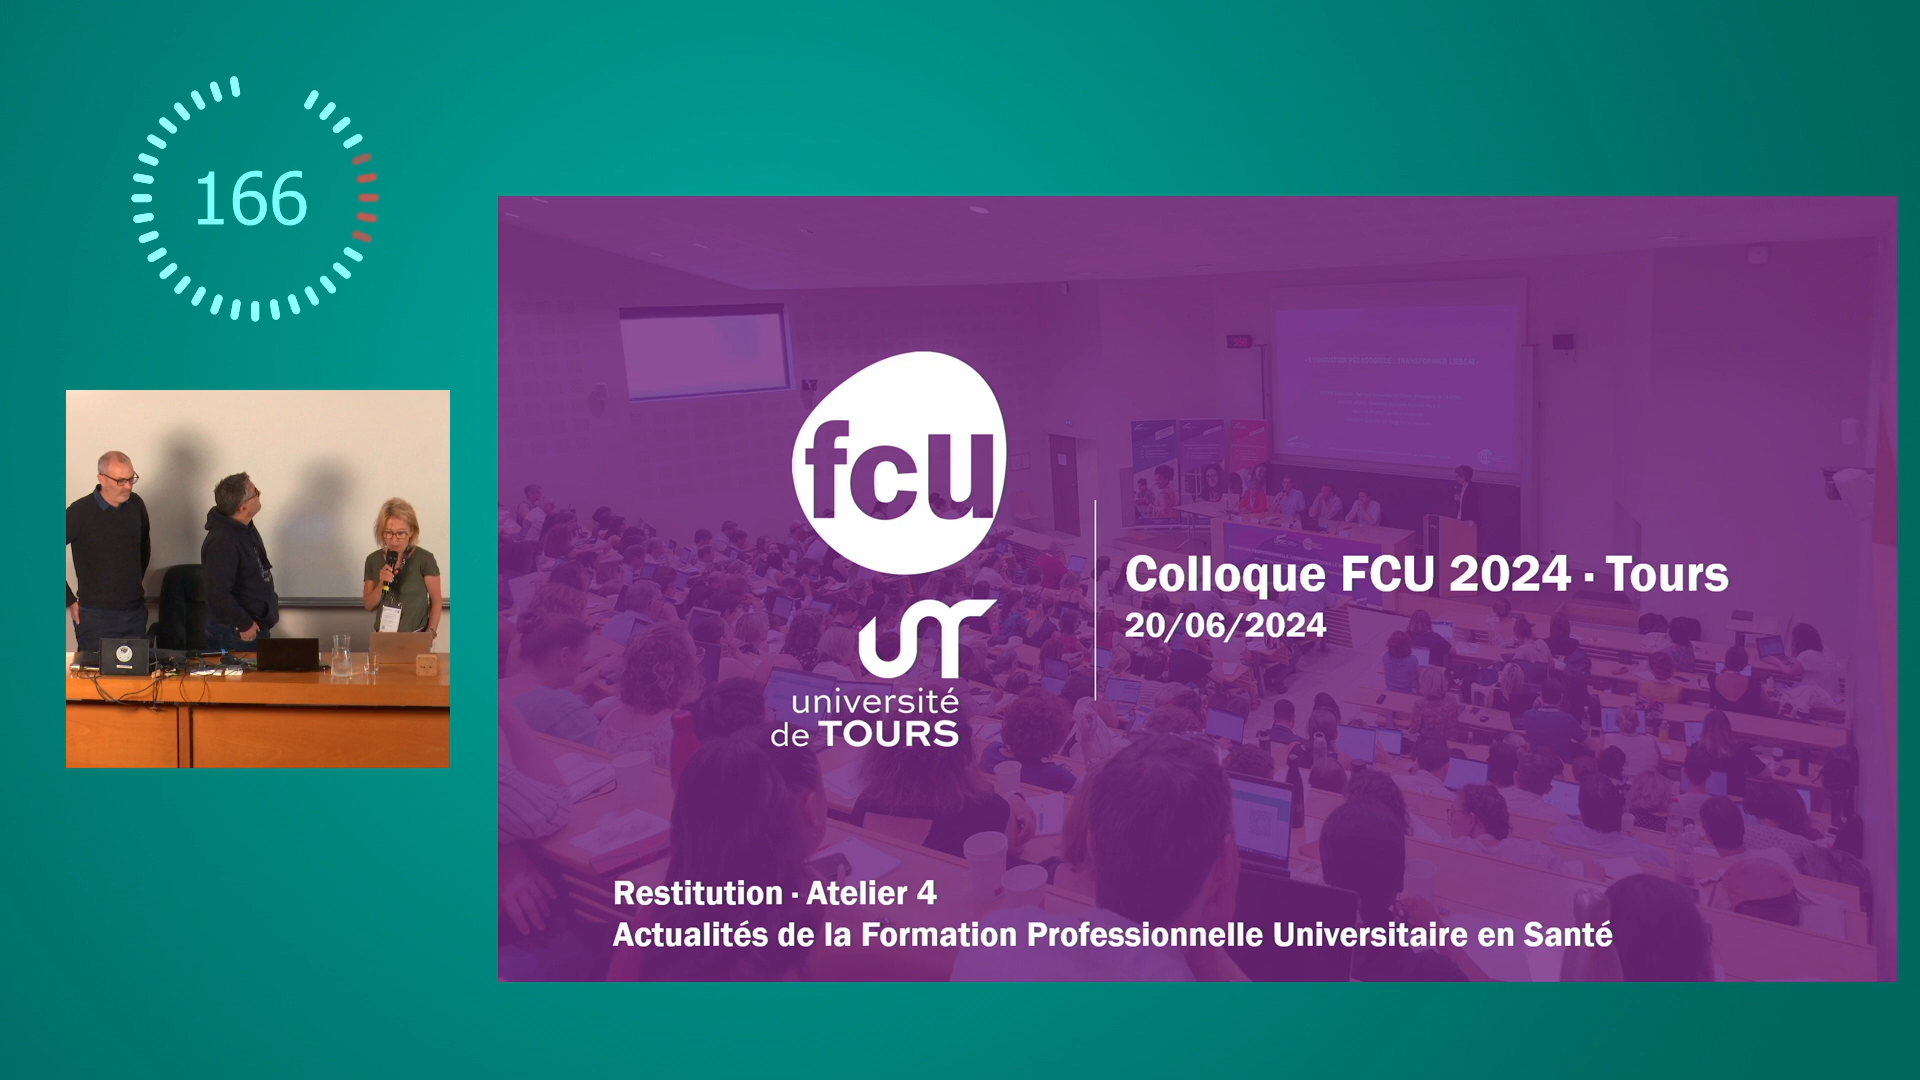 166
fcu
université
de TOURS
Colloque FCU 2024 · Tours
20/06/2024
Restitution · Atelier 4
Actualités de la Formation Professionnelle Universitaire en Santé